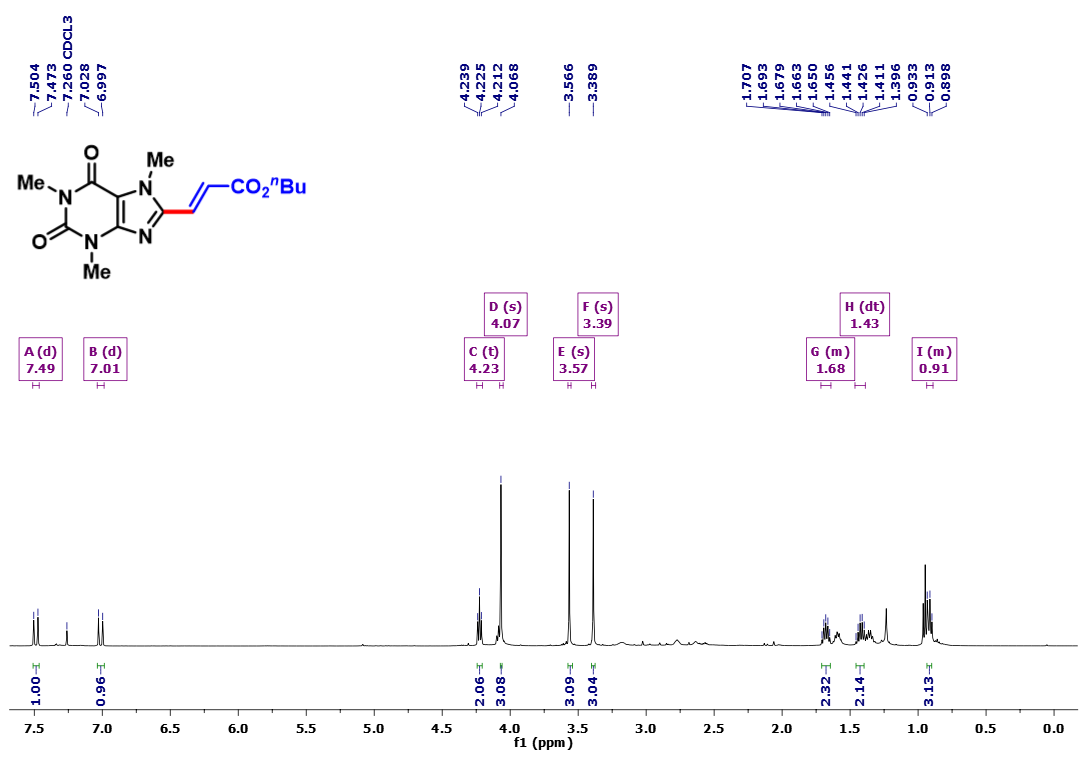 7.504
7.473
7.260 CDCL3
7.028
6.997
4.239
4.225
4.212
4.068
3.566
3.389
1.707
1.693
1.679
1.663
1.650
1.456
1.441
1.426
1.411
1.396
0.933
0.913
0.898
O
Me
Me
N
N
CO2nBu
O
N
N
Me
D (s)
4.07
F (s)
3.39
H (dt)
1.43
A (d)
7.49
B (d)
7.01
C (t)
4.23
E (s)
3.57
G (m)
1.68
I (m)
0.91
1.00
0.96
2.06
3.08
3.09
3.04
2.32
2.14
3.13
7.5 7.0 6.5 6.0 5.5 5.0 4.5 4.0 3.5 3.0 2.5 2.0 1.5 1.0 0.5 0.0
f1 (ppm)